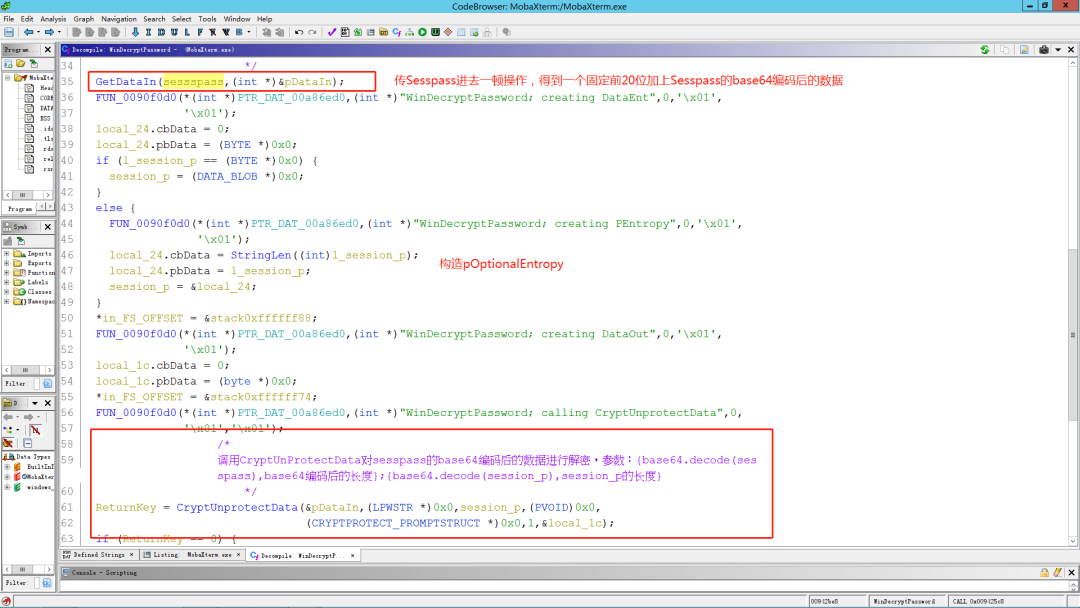 CodeBrowser: MobaXterm:/MobaXterm.exe
File Edit Analysis Graph Navigation Search Select Tools Window Help
Program...
Decompile: WinDecryptPassword - (MobaXterm.exe)
34 */
35 GetDataIn(sessspass,(int *)&pDataIn);
传Sesspass进去一顿操作，得到一个固定前20位加上Sesspass的base64编码后的数据
36 FUN_0090f0d0(*(int *)PTR_DAT_00a86ed0,(int *)"WinDecryptPassword; creating DataEnt",0,'\x01',
37 '\x01');
38 local_24.cbData = 0;
39 local_24.pbData = (BYTE *)0x0;
40 if (l_session_p == (BYTE *)0x0) {
41 session_p = (DATA_BLOB *)0x0;
42 }
43 else {
44 FUN_0090f0d0(*(int *)PTR_DAT_00a86ed0,(int *)"WinDecryptPassword; creating PEntropy",0,'\x01',
45 '\x01');
46 local_24.cbData = StringLen((int)l_session_p);
构造pOptionalEntropy
47 local_24.pbData = l_session_p;
48 session_p = &local_24;
49 }
50 *in_FS_OFFSET = &stack0xffffff88;
51 FUN_0090f0d0(*(int *)PTR_DAT_00a86ed0,(int *)"WinDecryptPassword; creating DataOut",0,'\x01',
52 '\x01');
53 local_1c.cbData = 0;
54 local_1c.pbData = (byte *)0x0;
55 *in_FS_OFFSET = &stack0xffffff74;
56 FUN_0090f0d0(*(int *)PTR_DAT_00a86ed0,(int *)"WinDecryptPassword; calling CryptUnprotectData",0,
57 '\x01','\x01');
58 /*
59 调用CryptUnProtectData对sesspass的base64编码后的数据进行解密，参数：{base64.decode(ses
spass),base64编码后的长度};{base64.decode(session_p),session_p的长度}
60 */
61 ReturnKey = CryptUnprotectData(&pDataIn,(LPWSTR *)0x0,session_p,(PVOID)0x0,
62 (CRYPTPROTECT_PROMPTSTRUCT *)0x0,1,&local_1c);
63 if (ReturnKey == 0) {
MobaXte
Head
CODE
DATA
BSS
.ida
.tls
.rda
.rel
.rsr
Program
Symb...
Imports
Exports
Function
Labels
Classes
Namespac
Filter:
D...
Data Types
BuiltInI
MobaXter
windows_
Filter:
Defined Strings × Listing: MobaXterm.exe × Decompile: WinDecryptP... ×
Console - Scripting
00942be8 WinDecryptPassword CALL 0x009425c8